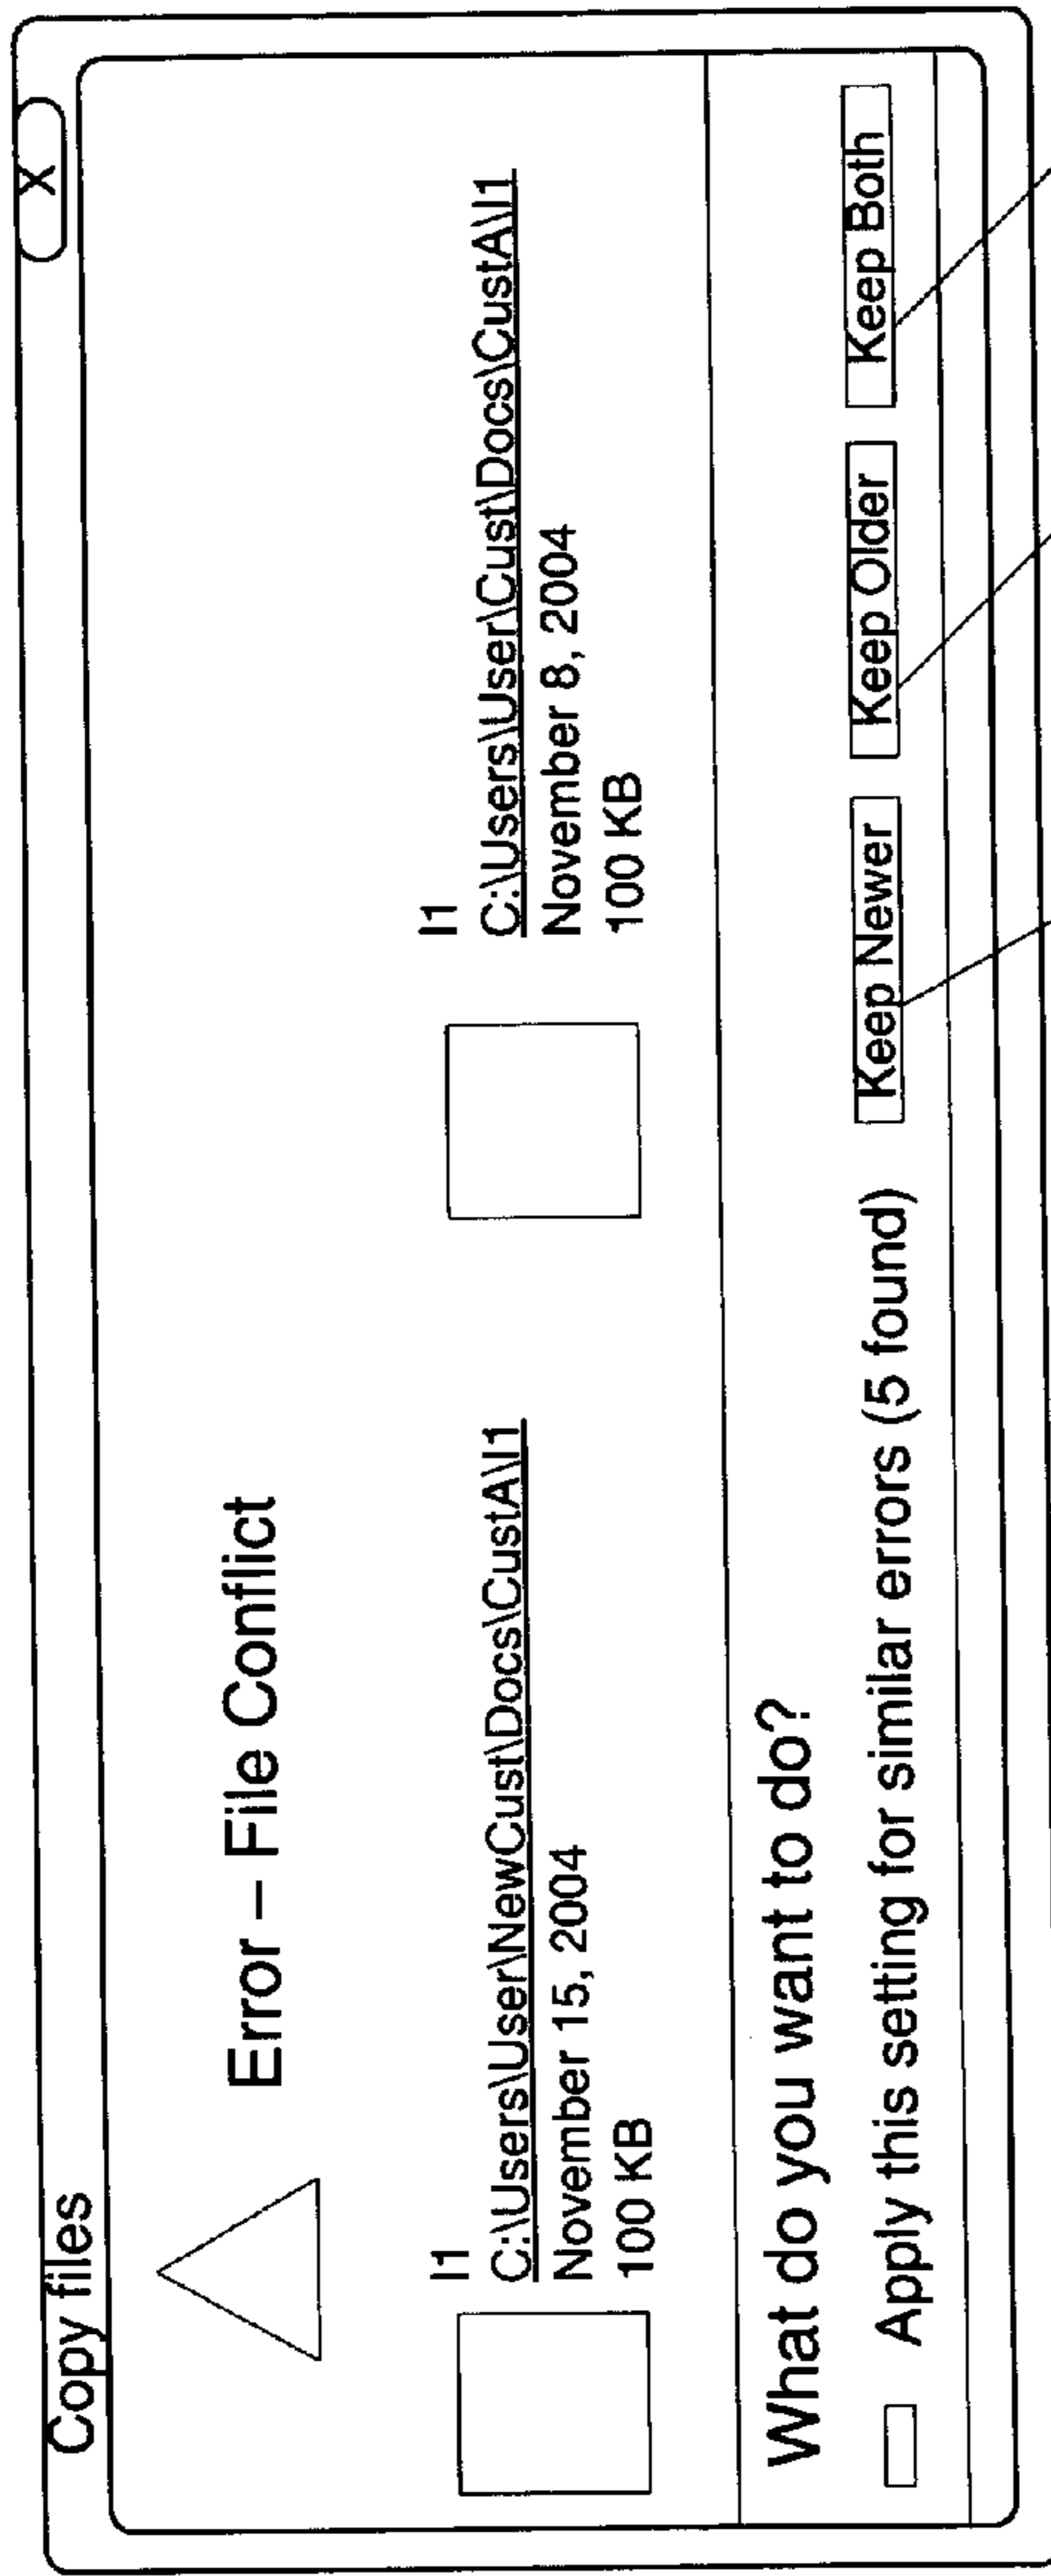 Copy files
X
Error – File Conflict
I1
C:\Users\User\NewCust\Docs\CustA\I1
November 15, 2004
100 KB
I1
C:\Users\User\Cust\Docs\CustA\I1
November 8, 2004
100 KB
What do you want to do?
Apply this setting for similar errors (5 found)
Keep Newer
Keep Older
Keep Both